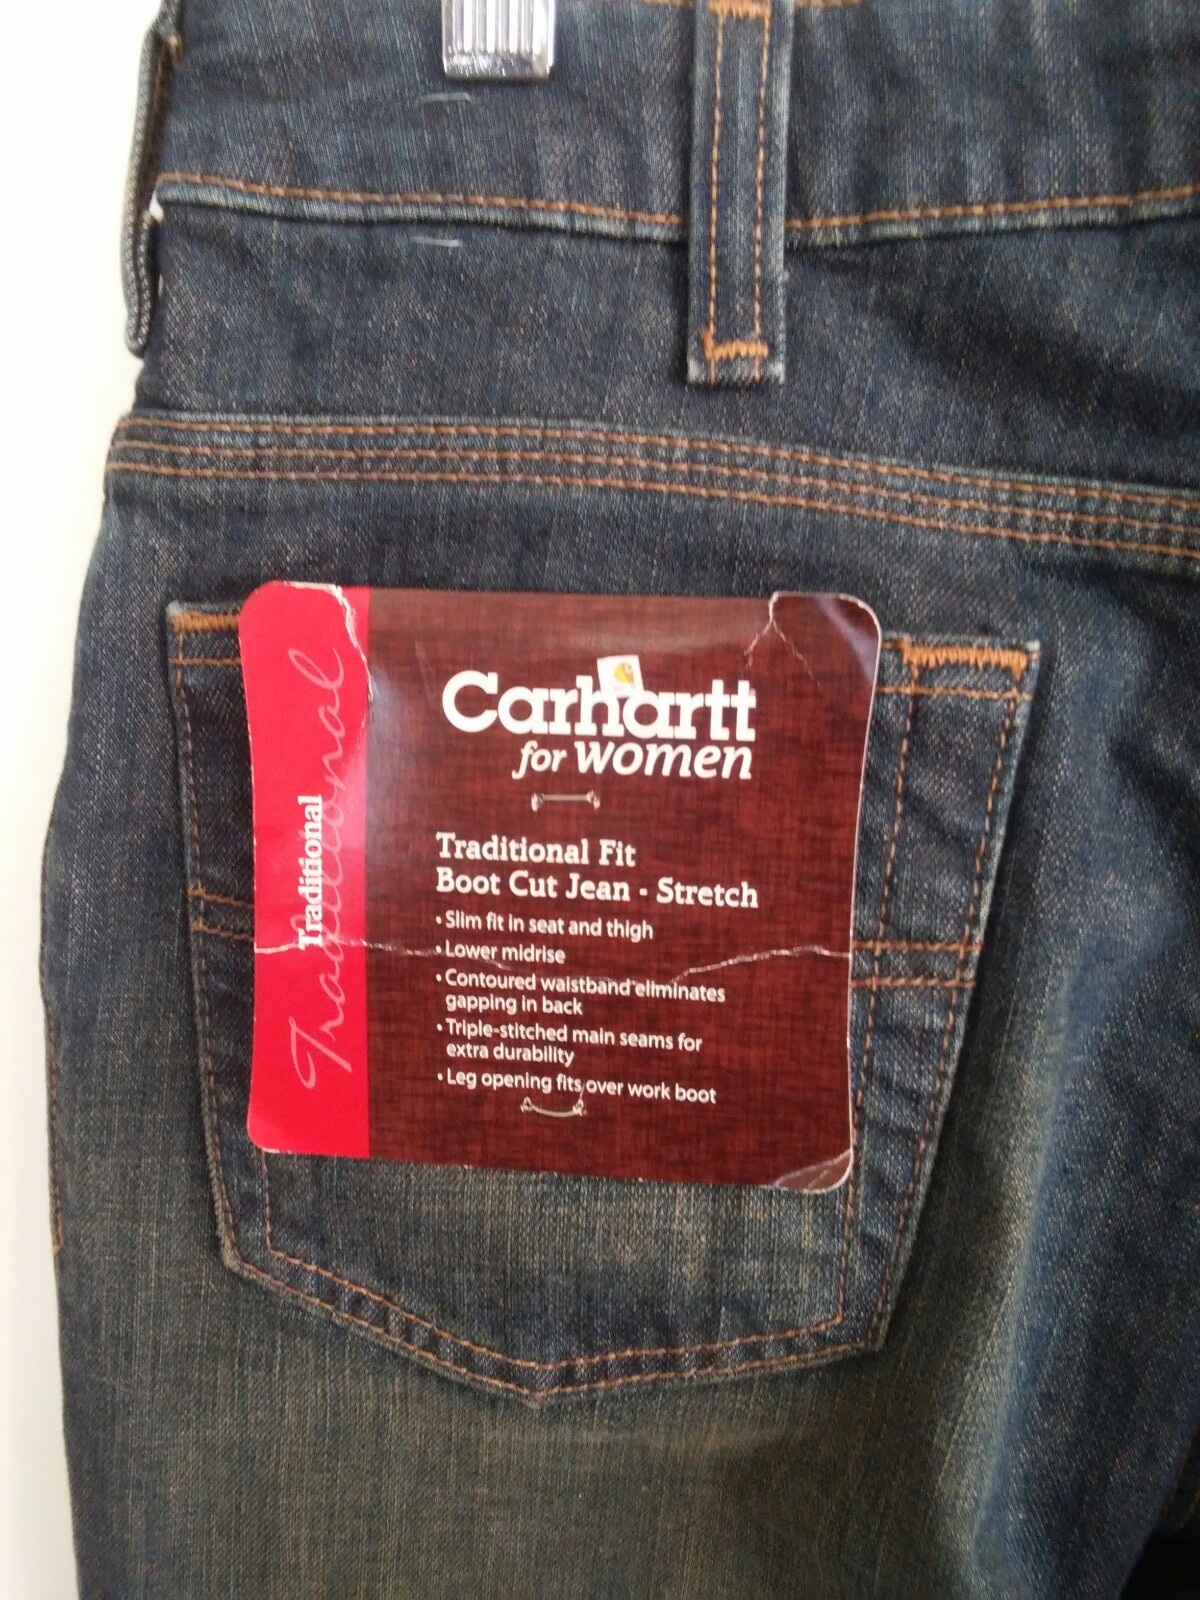 Carhartt
for women
Traditional
Traditional
Traditional Fit
Boot Cut Jean - Stretch
• Slim fit in seat and thigh
• Lower midrise
• Contoured waistband eliminates
gapping in back
• Triple-stitched main seams for
extra durability
• Leg opening fits over work boot